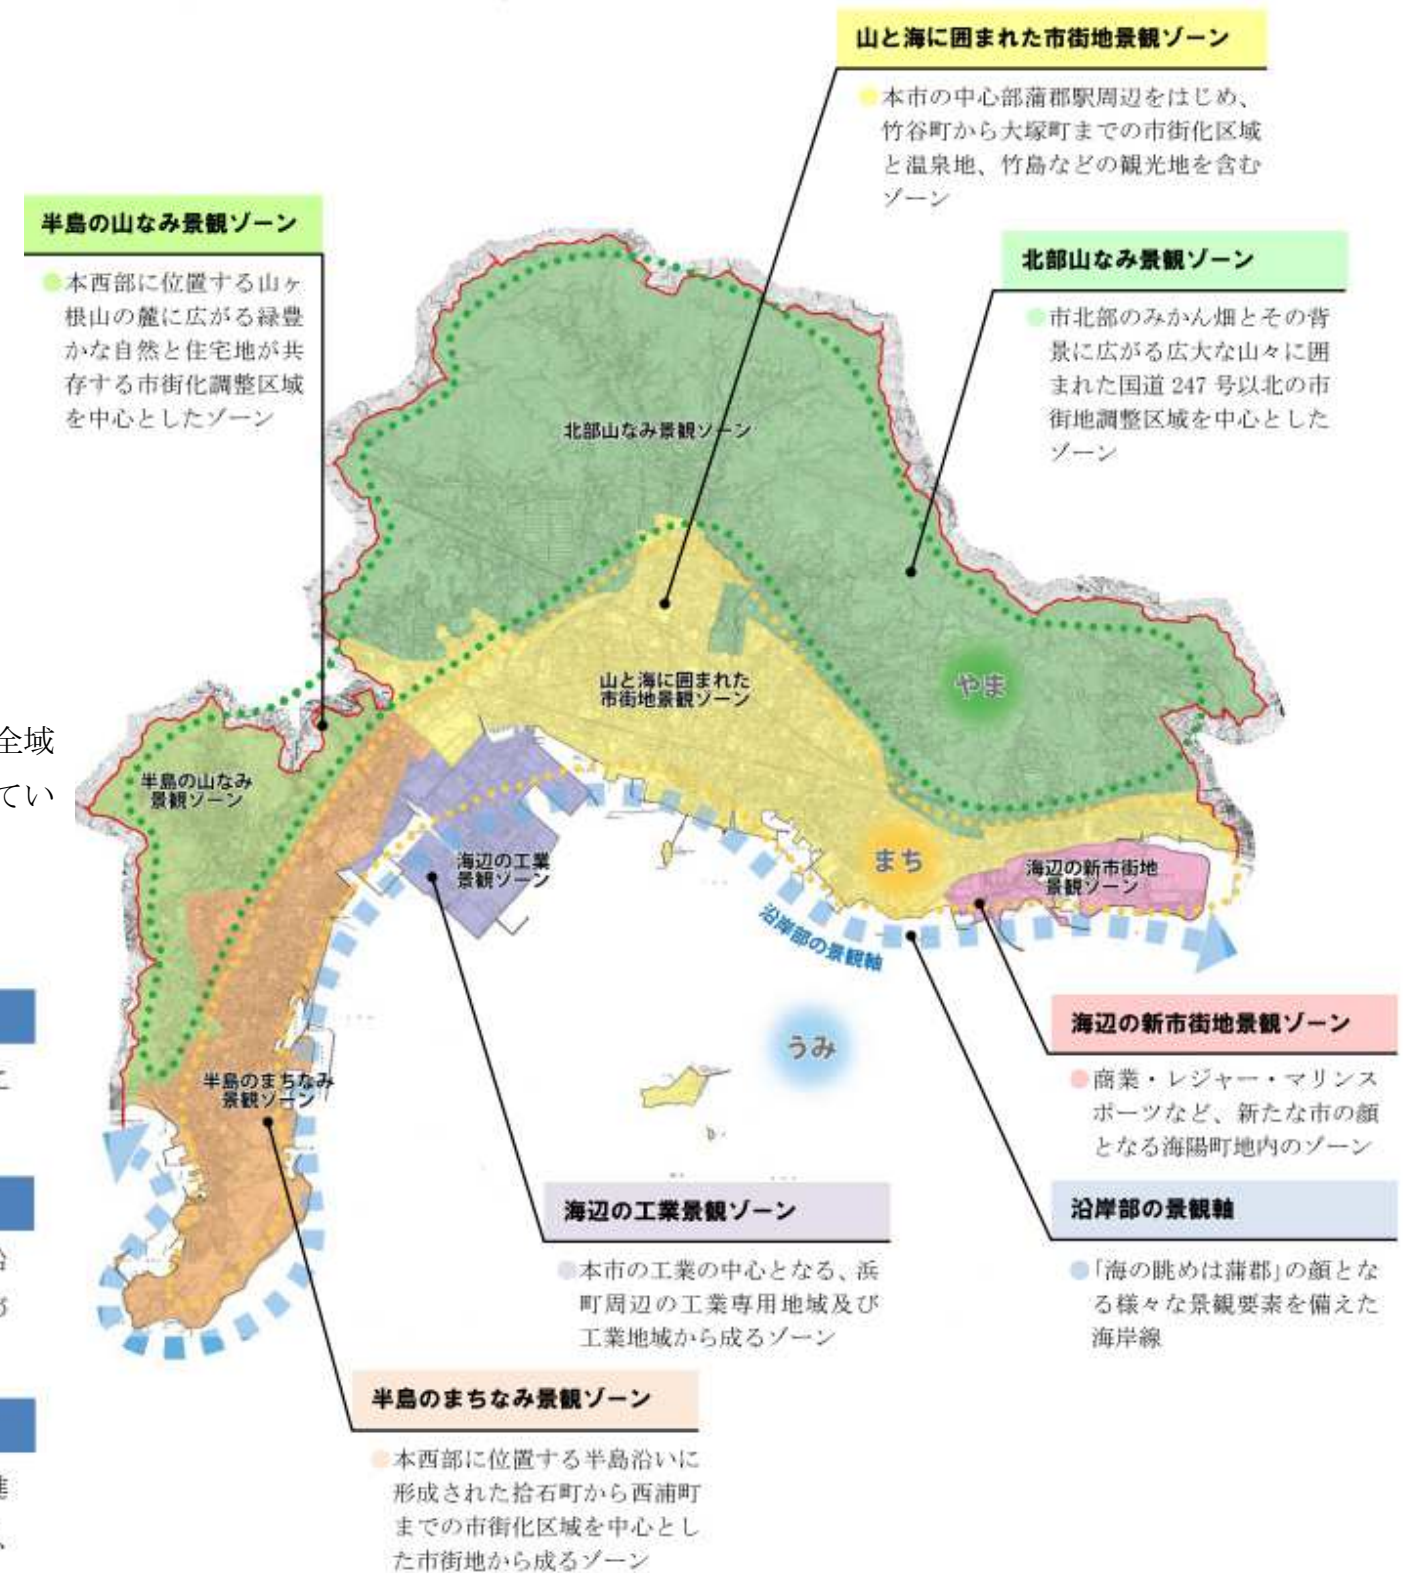 山と海に囲まれた市街地景観ゾーン
本市の中心部蒲郡駅周辺をはじめ、
竹谷町から大塚町までの市街化区域
と温泉地、竹島などの観光地を含む
ゾーン
半島の山なみ景観ゾーン
本西部に位置する山ヶ
根山の麓に広がる緑豊
かな自然と住宅地が共
存する市街化調整区域
を中心としたゾーン
北部山なみ景観ゾーン
市北部のみかん畑とその背
景に広がる広大な山々に囲
まれた国道 247 号以北の市
街地調整区域を中心とした
ゾーン
北部山なみ景観ゾーン
やま
山と海に囲まれた
市街地景観ゾーン
全域
てい
半島の山なみ
景観ゾーン
海辺の工業
景観ゾーン
まち
海辺の新市街地
景観ゾーン
沿岸部の景観軸
うみ
半島のまちなみ
景観ゾーン
海辺の新市街地景観ゾーン
商業・レジャー・マリンス
ポーツなど、新たな市の顔
となる海陽町地内のゾーン
海辺の工業景観ゾーン
本市の工業の中心となる、浜
町周辺の工業専用地域及び
工業地域から成るゾーン
沿岸部の景観軸
「海の眺めは蒲郡」の顔とな
る様々な景観要素を備えた
海岸線
半島のまちなみ景観ゾーン
本西部に位置する半島沿いに
形成された拾石町から西浦町
までの市街化区域を中心とし
た市街地から成るゾーン